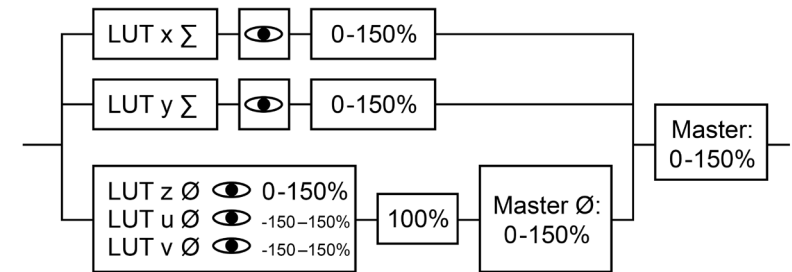 LUT x ∑ 0-150%
LUT y ∑ 0-150%
Master:
0-150%
LUT z Ø 0-150%
LUT u Ø -150–150%
LUT v Ø -150–150%
100%
Master Ø:
0-150%